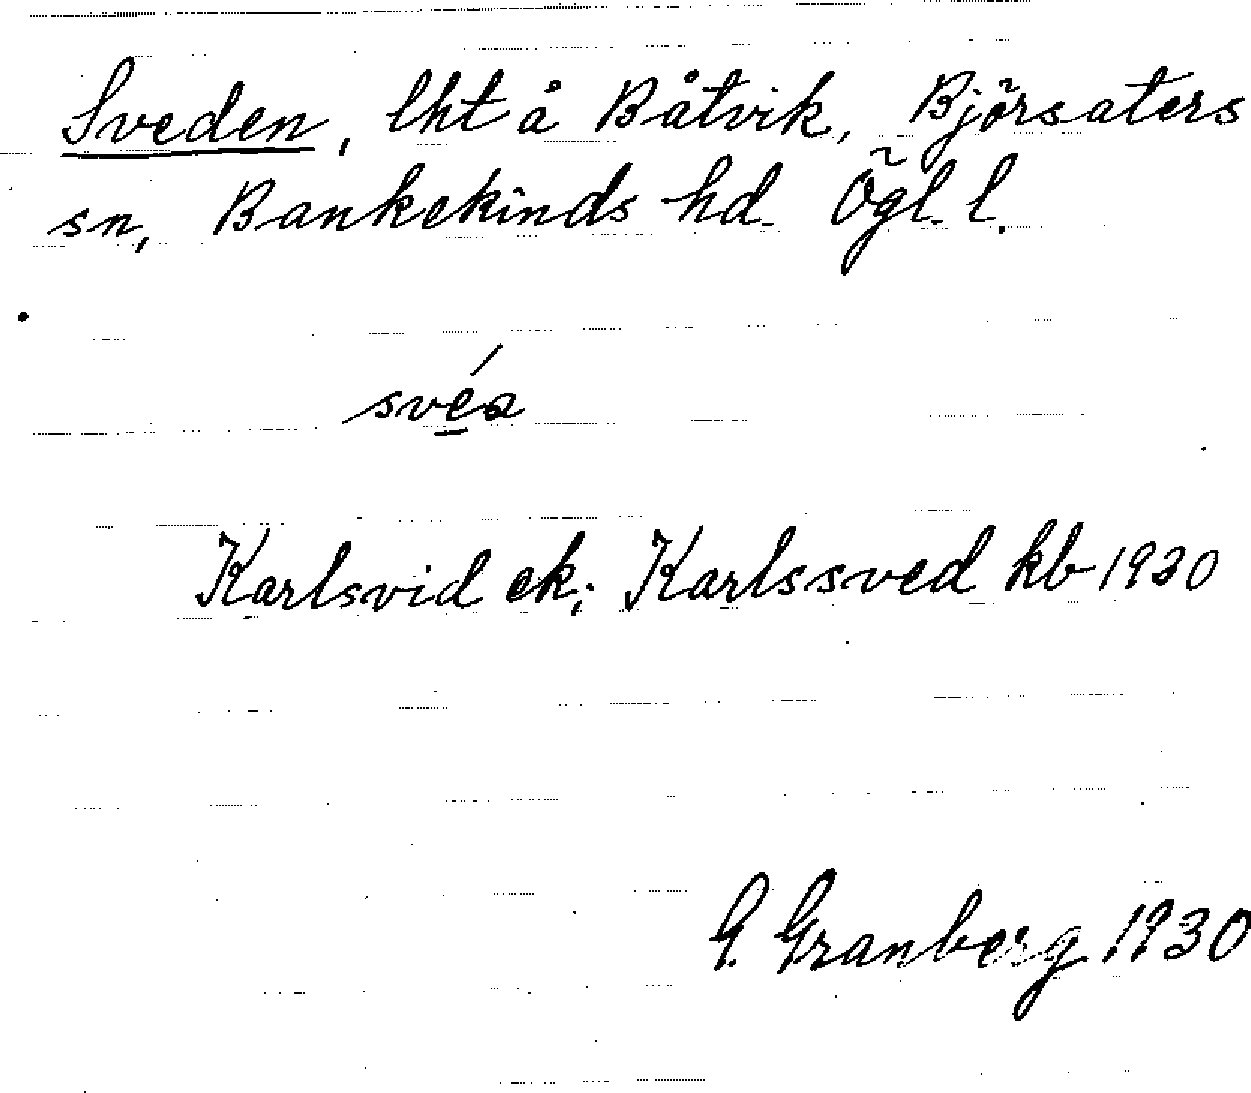 Sveden, lht å Båtvik, Björsäters
sn, Bankekinds hd. Ögl. l.
svéa
Karlsvid ek; Karlssved kb 1930
G. Granberg 1930